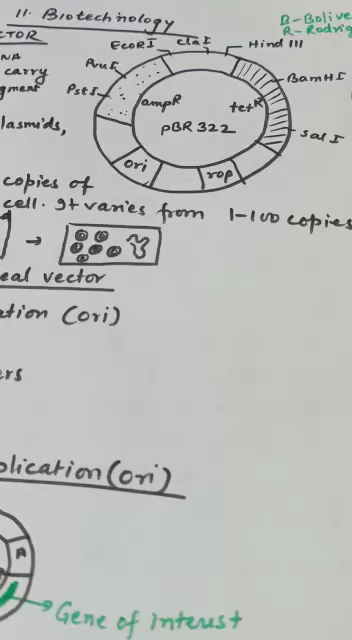 11. Biotechnology
B-Bolive
R-Rodrig
CTOR
NA
EcoRI
claI
Hind III
carry
gment
PvuI
BamHI
PstI
ampR
tetR
pBR322
salI
lasmids,
ori
rop
copies of
cell. It varies from 1-100 copies
eal vector
ation (ori)
ers
plication (ori)
A
Gene of interest